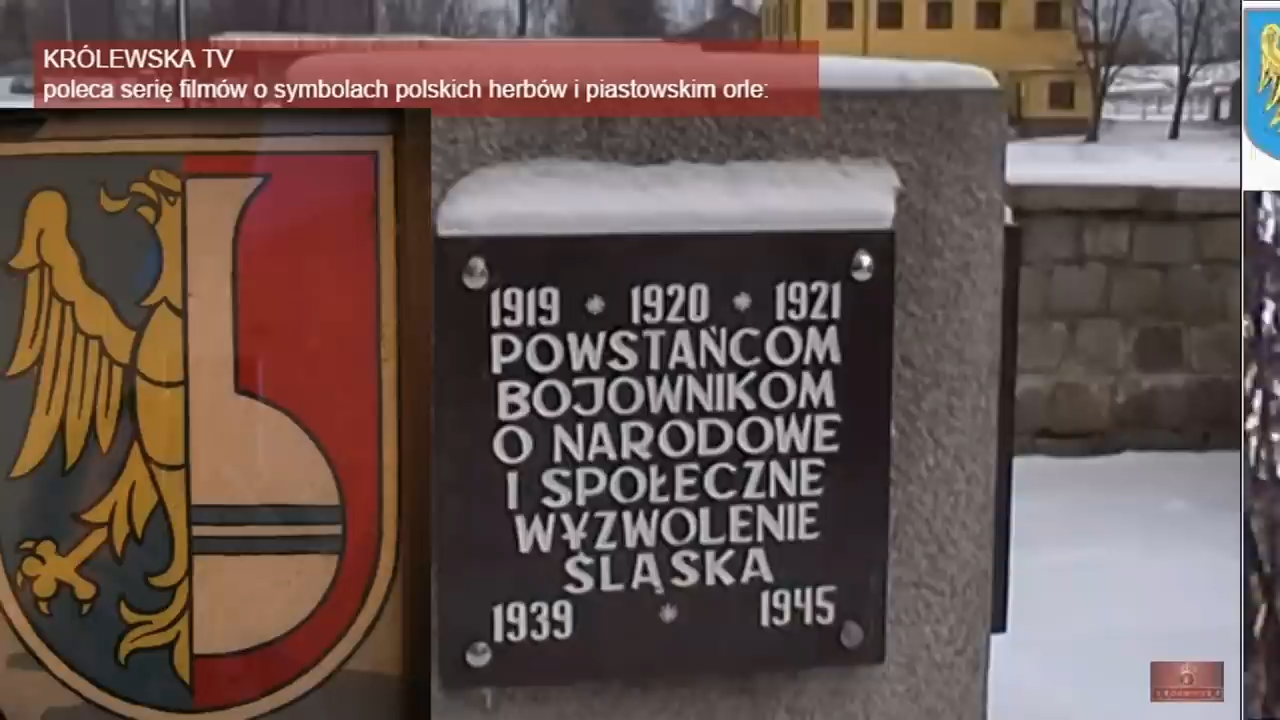 KRÓLEWSKA TV
poleca serię filmów o symbolach polskich herbów i piastowskim orle:
1919 * 1920 * 1921
POWSTAŃCOM
BOJOWNIKOM
O NARODOWE
I SPOŁECZNE
WYZWOLENIE
ŚLĄSKA
1939 * 1945